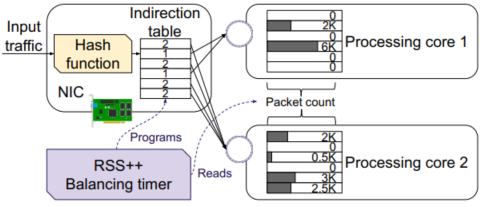 Input
traffic
Hash
function
NIC
Indirection
table
2
1
2
1
2
2
Programs
RSS++
Balancing timer
Reads
0
2K
0
6K
0
0
Processing core 1
Packet count
2K
0
0.5K
0
3K
2.5K
Processing core 2